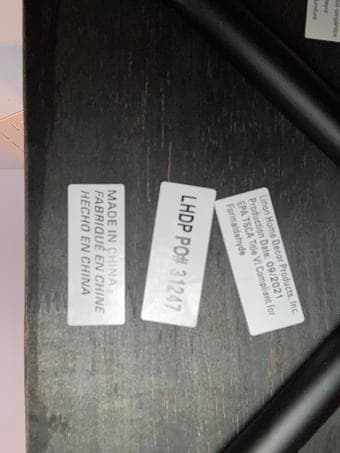 MADE IN CHINA
FABRIQUÉ EN CHINE
HECHO EN CHINA
LHDP PO# 31247
Linon Home Decor Products, Inc.
Production Date: 09/2021
EPA TSCA Title VI Compliant for
Formaldehyde